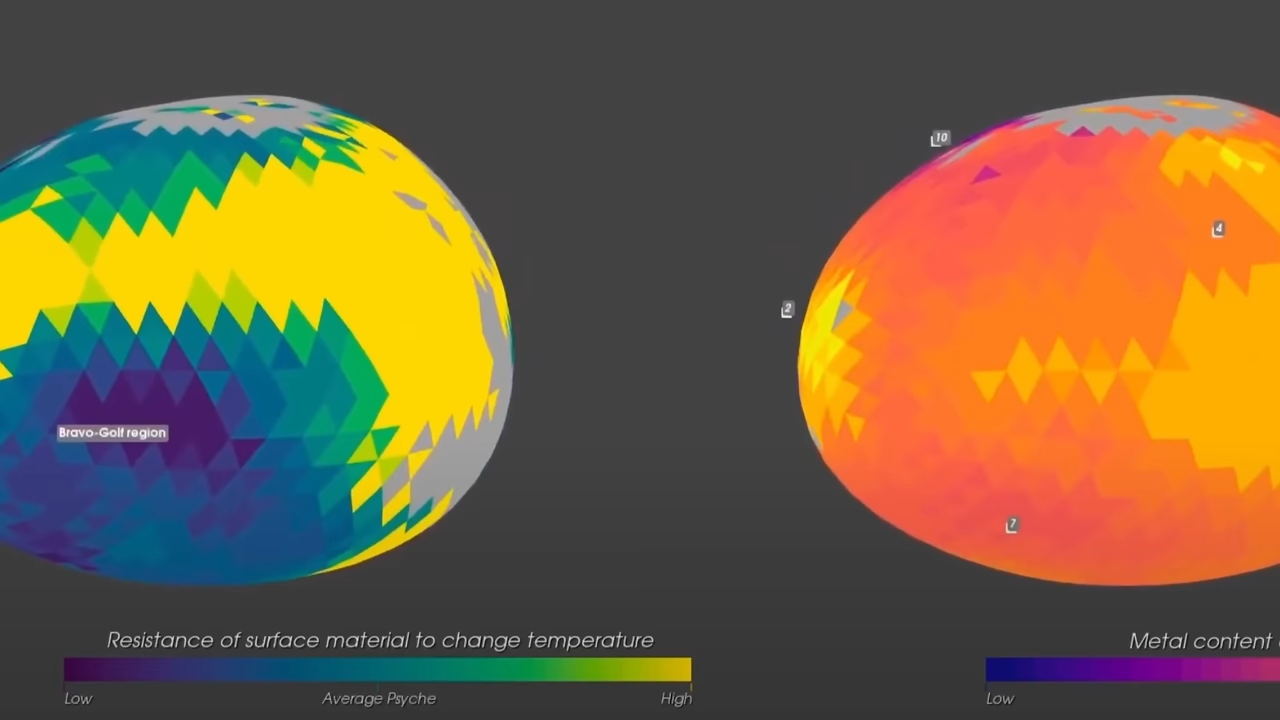 10
4
2
Bravo-Golf region
7
Resistance of surface material to change temperature
Metal content
Low
Average Psyche
High
Low